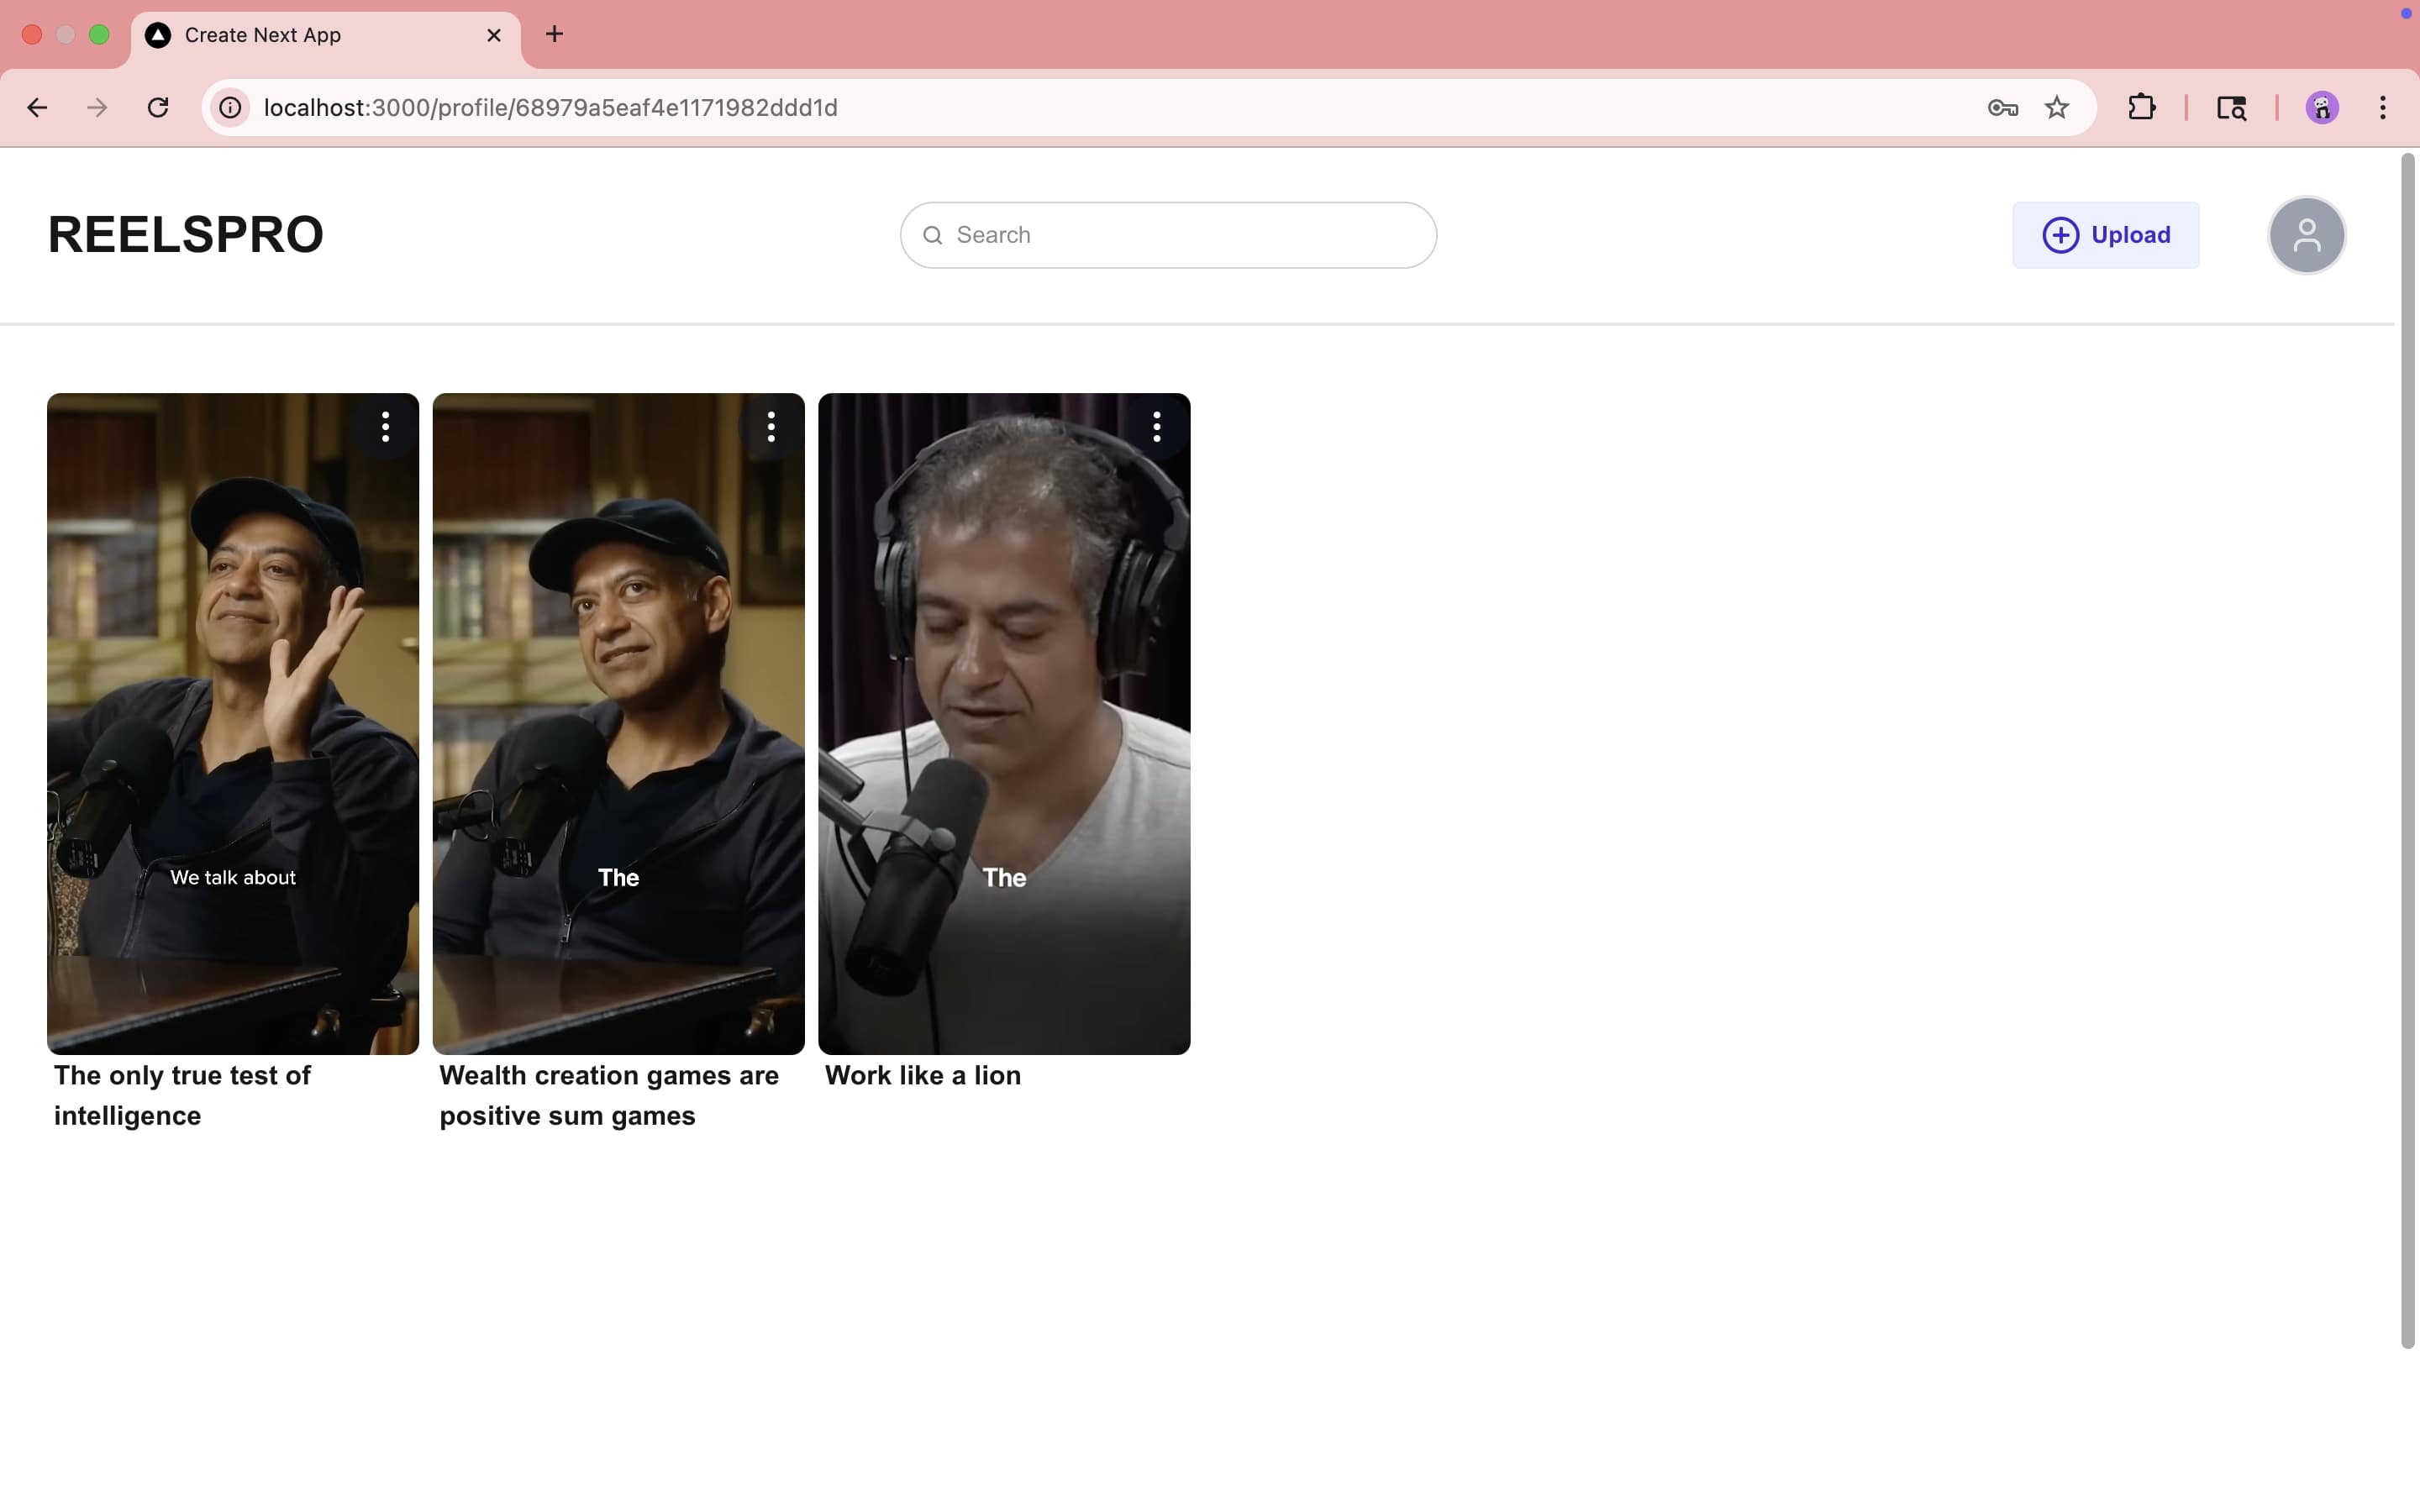 Create Next App
localhost:3000/profile/68979a5eaf4e1171982ddd1d
REELSPRO
Search
Upload
We talk about
The
The
The only true test of
intelligence
Wealth creation games are
positive sum games
Work like a lion